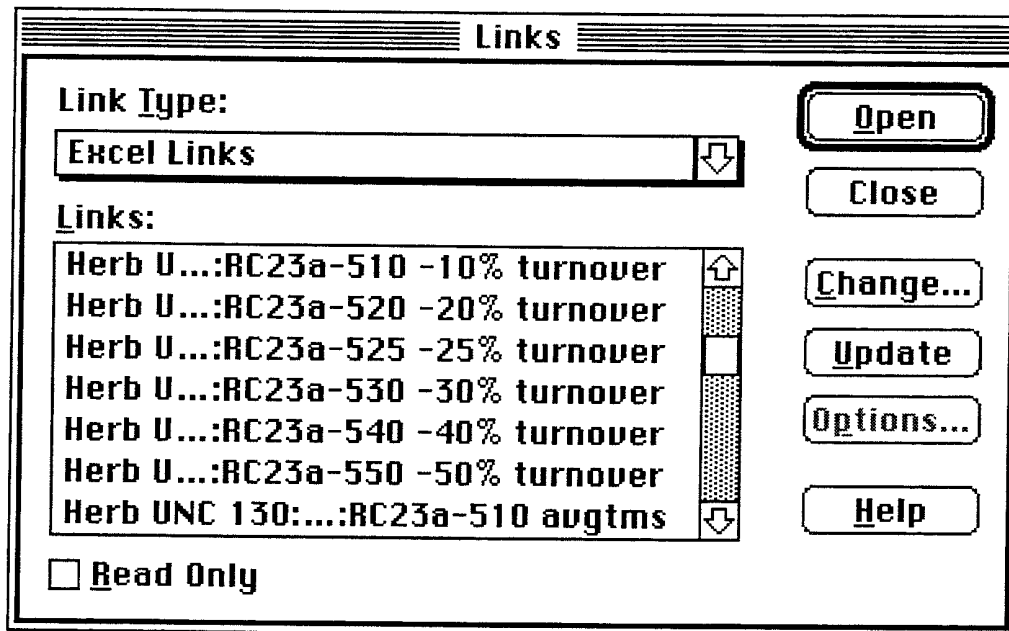 Links
Link Type:
Excel Links
Links:
Herb U...:RC23a-510 -10% turnover
Herb U...:RC23a-520 -20% turnover
Herb U...:RC23a-525 -25% turnover
Herb U...:RC23a-530 -30% turnover
Herb U...:RC23a-540 -40% turnover
Herb U...:RC23a-550 -50% turnover
Herb UNC 130:...:RC23a-510 avgtms
Read Only
Open
Close
Change...
Update
Options...
Help